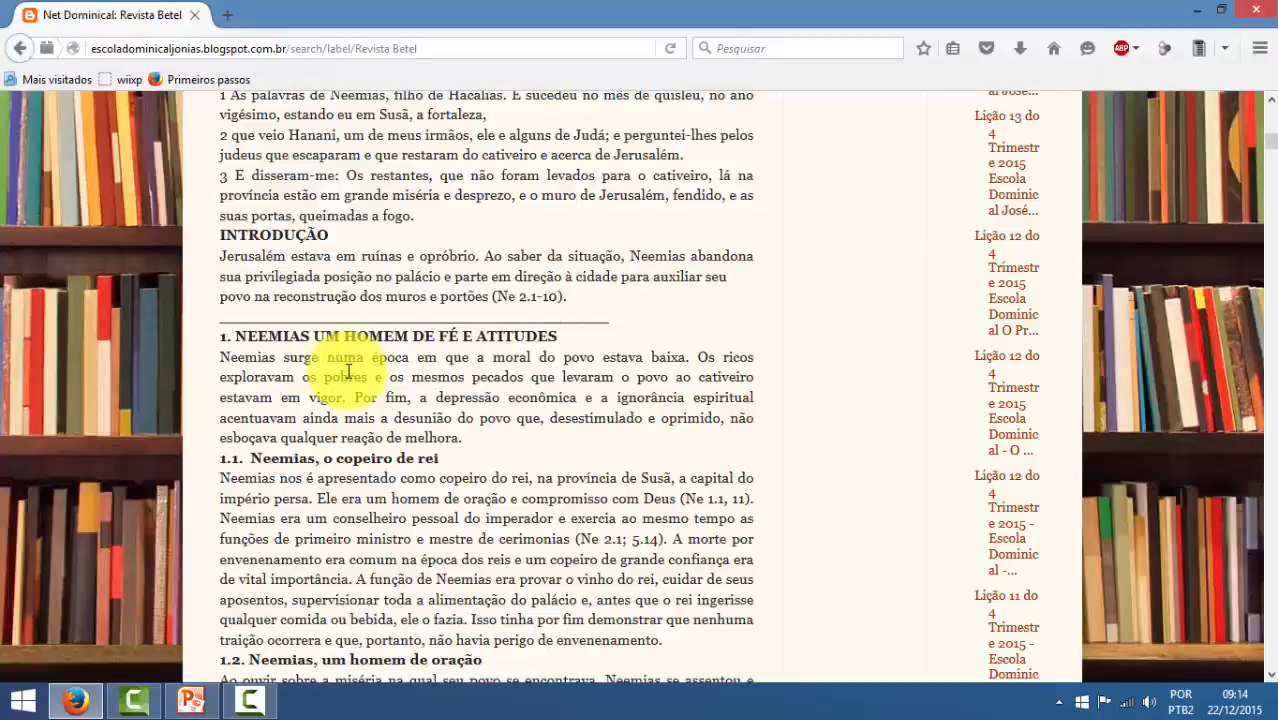 Net Dominical: Revista Betel
escoladominicaljonias.blogspot.com.br/search/label/Revista Betel
Pesquisar
ABP
Mais visitados
wiixp
Primeiros passos
1 As palavras de Neemias, filho de Hacalias. E sucedeu no mês de quisleu, no ano
vigésimo, estando eu em Susã, a fortaleza,
2 que veio Hanani, um de meus irmãos, ele e alguns de Judá; e perguntei-lhes pelos
judeus que escaparam e que restaram do cativeiro e acerca de Jerusalém.
3 E disseram-me: Os restantes, que não foram levados para o cativeiro, lá na
província estão em grande miséria e desprezo, e o muro de Jerusalém, fendido, e as
suas portas, queimadas a fogo.
INTRODUÇÃO
Jerusalém estava em ruínas e opróbrio. Ao saber da situação, Neemias abandona
sua privilegiada posição no palácio e parte em direção à cidade para auxiliar seu
povo na reconstrução dos muros e portões (Ne 2.1-10).
1. NEEMIAS UM HOMEM DE FÉ E ATITUDES
Neemias surge numa época em que a moral do povo estava baixa. Os ricos
exploravam os pobres e os mesmos pecados que levaram o povo ao cativeiro
estavam em vigor. Por fim, a depressão econômica e a ignorância espiritual
acentuavam ainda mais a desunião do povo que, desestimulado e oprimido, não
esboçava qualquer reação de melhora.
1.1. Neemias, o copeiro de rei
Neemias nos é apresentado como copeiro do rei, na província de Susã, a capital do
império persa. Ele era um homem de oração e compromisso com Deus (Ne 1.1, 11).
Neemias era um conselheiro pessoal do imperador e exercia ao mesmo tempo as
funções de primeiro ministro e mestre de cerimonias (Ne 2.1; 5.14). A morte por
envenenamento era comum na época dos reis e um copeiro de grande confiança era
de vital importância. A função de Neemias era provar o vinho do rei, cuidar de seus
aposentos, supervisionar toda a alimentação do palácio e, antes que o rei ingerisse
qualquer comida ou bebida, ele o fazia. Isso tinha por fim demonstrar que nenhuma
traição ocorrera e que, portanto, não havia perigo de envenenamento.
1.2. Neemias, um homem de oração
Ao ouvir sobre a miséria na qual seu povo se encontrava, Neemias se assentou e
al José...
Lição 13 do
4
Trimestr
e 2015
Escola
Dominic
al José...
Lição 12 do
4
Trimestr
e 2015
Escola
Dominic
al O Pr...
Lição 12 do
4
Trimestr
e 2015
Escola
Dominic
al - O ...
Lição 12 do
4
Trimestr
e 2015 -
Escola
Dominic
al -...
Lição 11 do
4
Trimestr
e 2015 -
Escola
Dominic
POR
PTB2
09:14
22/12/2015